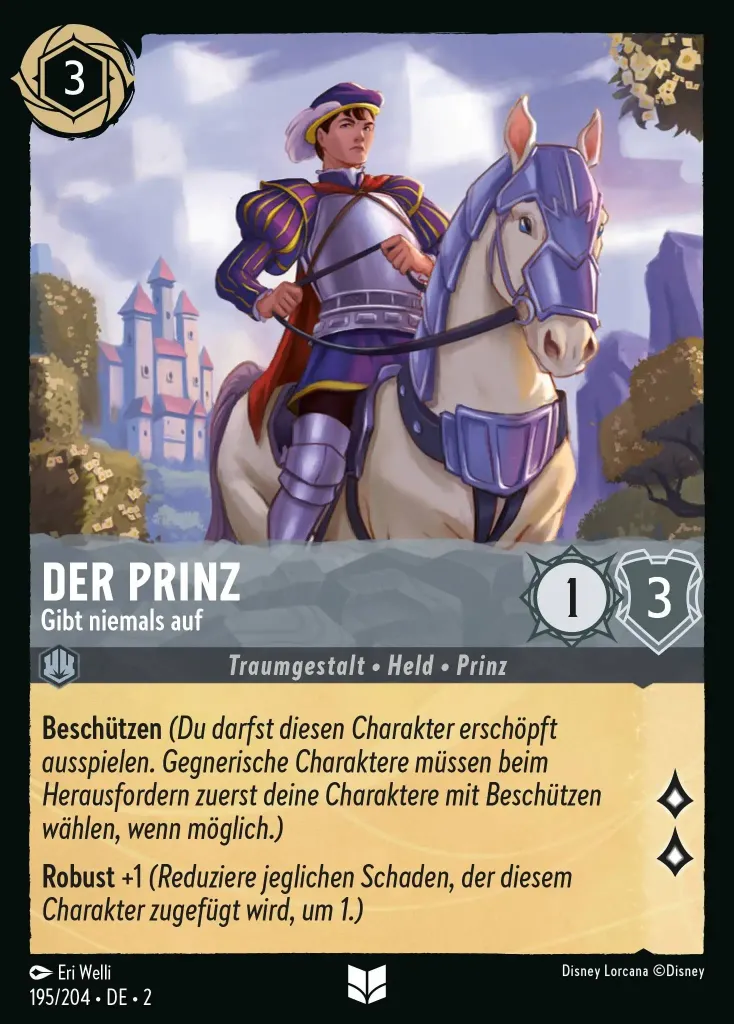 3
DER PRINZ
Gibt niemals auf
1
3
Traumgestalt • Held • Prinz
Beschützen (Du darfst diesen Charakter erschöpft
ausspielen. Gegnerische Charaktere müssen beim
Herausfordern zuerst deine Charaktere mit Beschützen
wählen, wenn möglich.)
Robust +1 (Reduziere jeglichen Schaden, der diesem
Charakter zugefügt wird, um 1.)
Eri Welli
Disney Lorcana ©Disney
195/204 • DE • 2